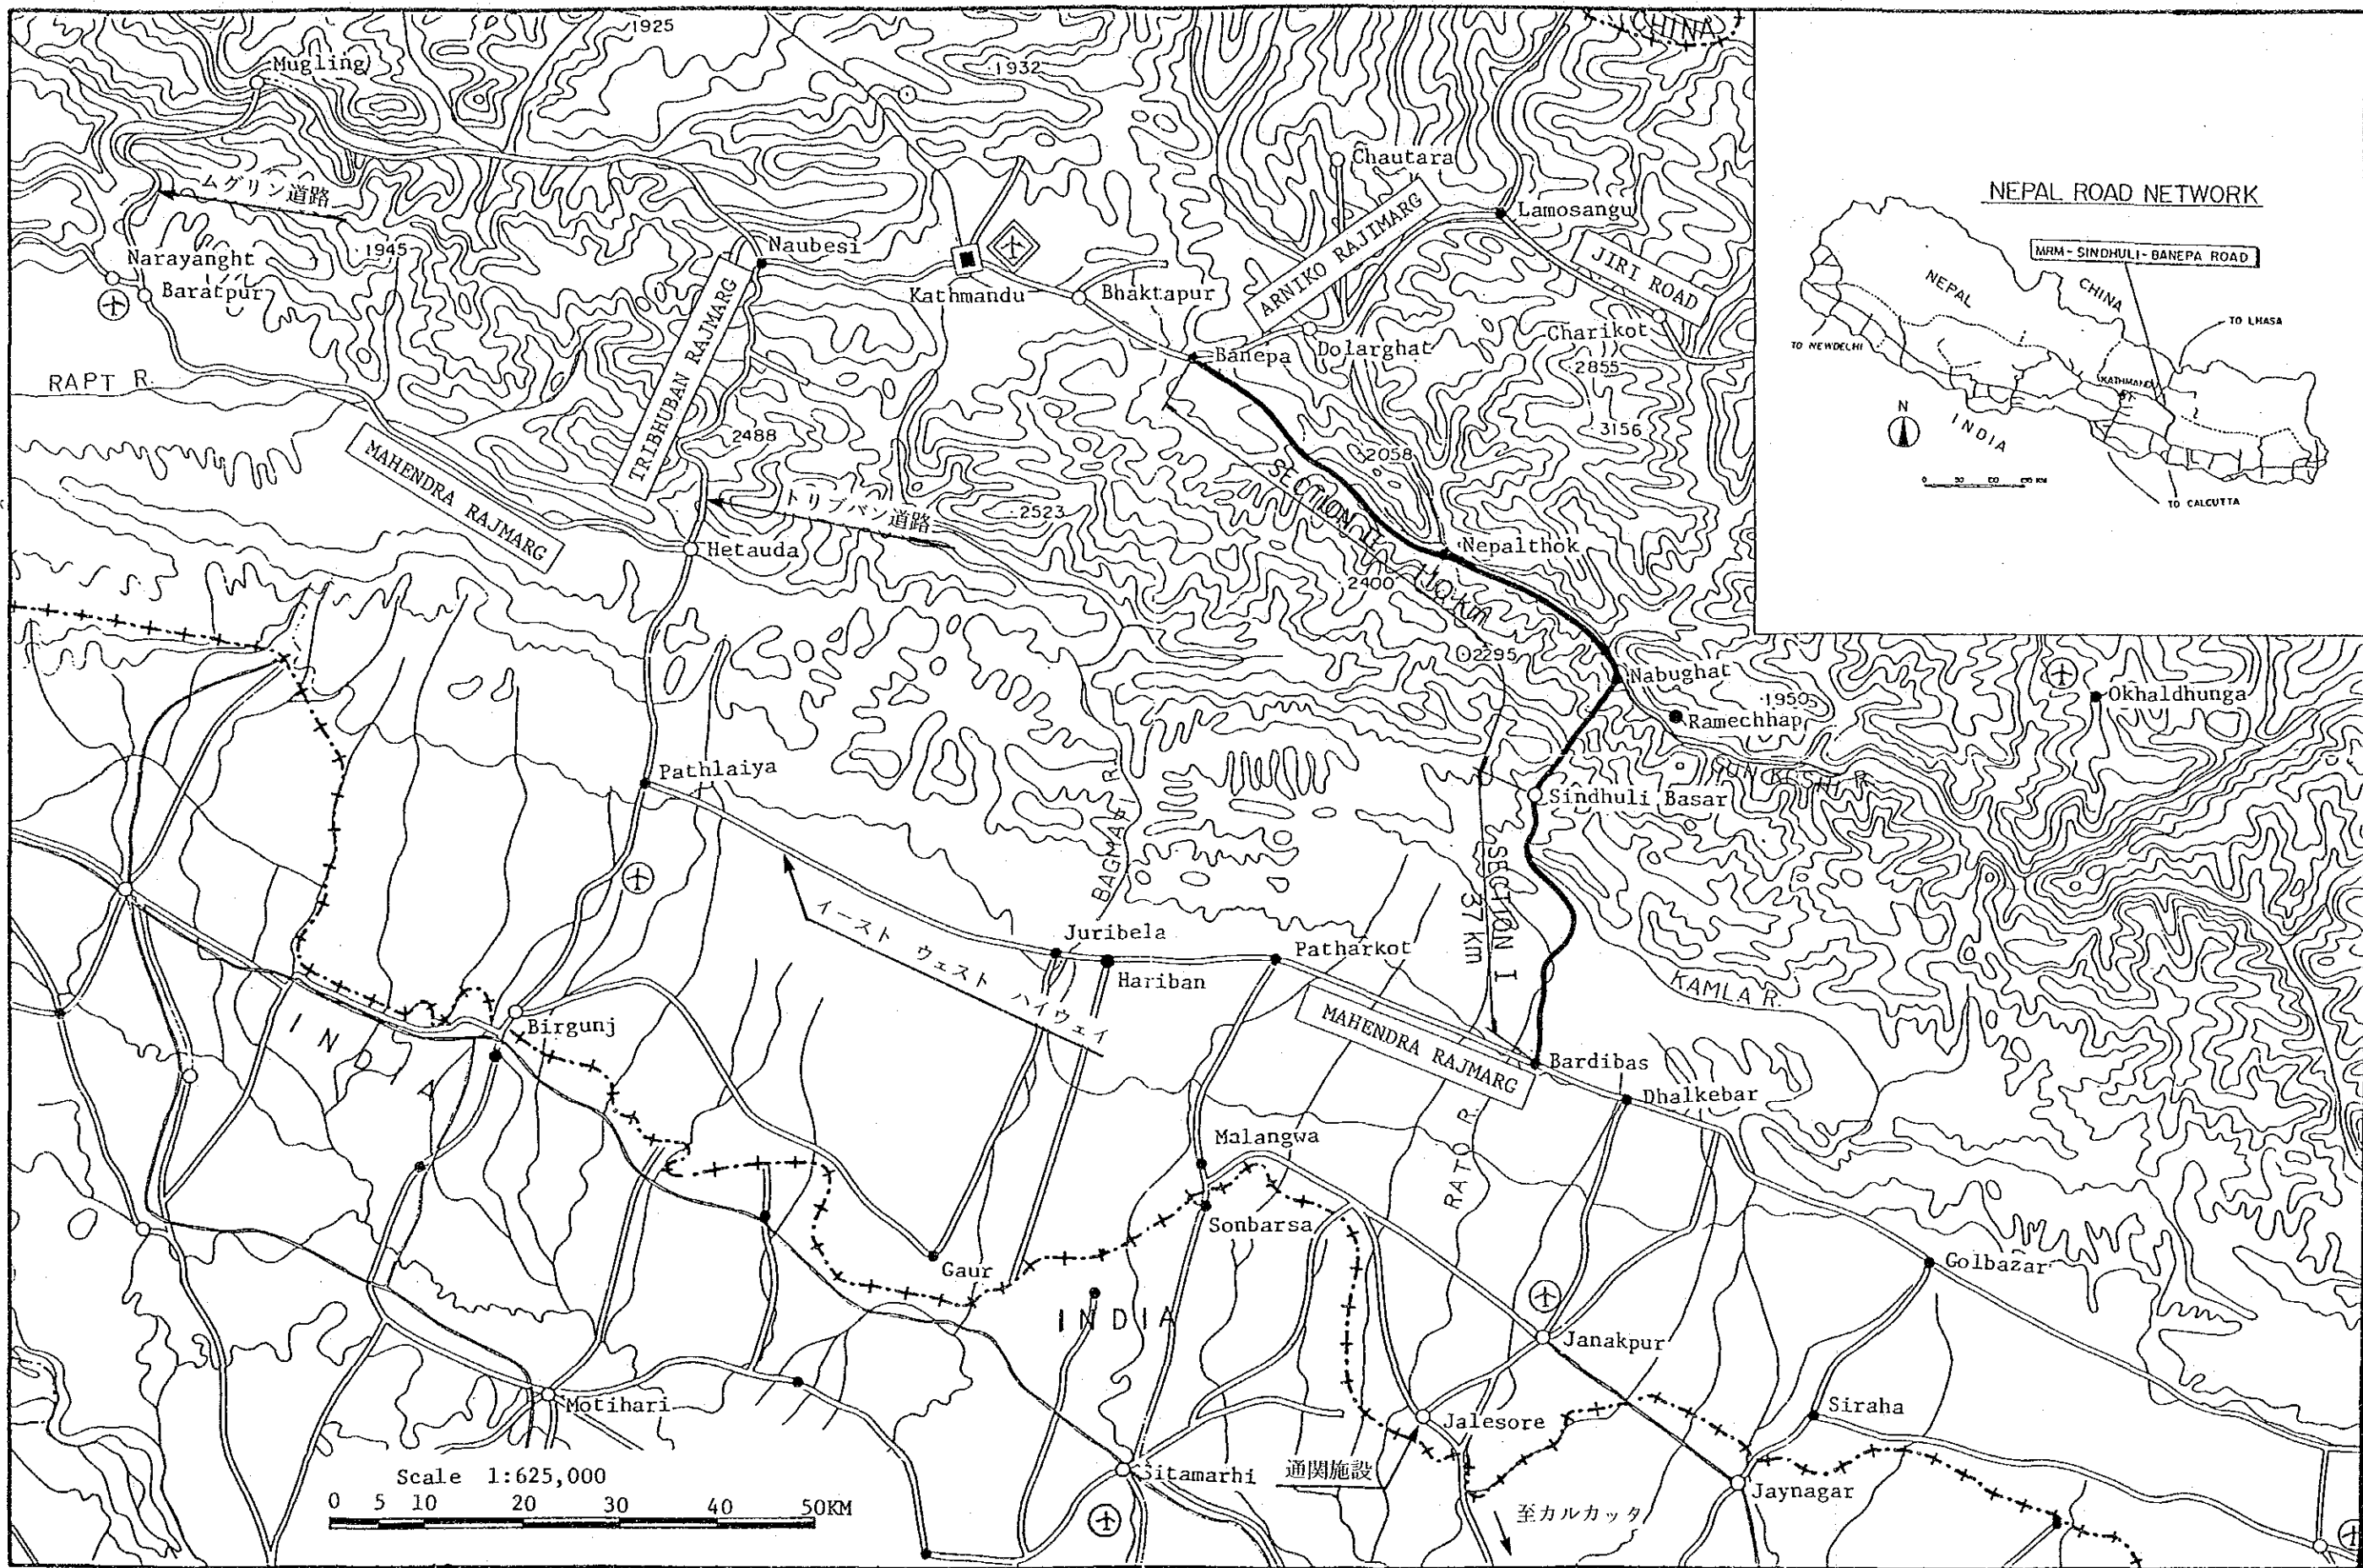 CHINA
1925
Mugling
1932
Chautara
ムグリン道路
ARNIKO RAJIMARG
Lamosangu
NEPAL ROAD NETWORK
1945
Naubesi
JIRI ROAD
MRM-SINDHULI-BANEPA ROAD
Narayanght
Baratpur
Kathmandu
Bhaktapur
NEPAL
CHINA
TO LHASA
TO NEWDELHI
KATHMANDU
N
INDIA
TO CALCUTTA
TRIBHUBAN RAJMARG
Banepa
Dolarghat
Charikot
2855
RAPT R.
2488
3156
MAHENDRA RAJMARG
2058
SECTION II 110 km
トリブバン道路
2523
Hetauda
Nepalthok
2400
2295
Nabughat
1950
Okhaldhunga
Ramechhap
Pathlaiya
SUN KOSHI R.
Sindhuli Basar
BAGMATI R.
SECTION I
37 km
イースト ウェスト ハイウェイ
Juribela
Patharkot
Hariban
KAMLA R.
MAHENDRA RAJMARG
Birgunj
INDIA
Bardibas
Dhalkebar
RATO R.
Malangwa
Sonbarsa
Gaur
Golbazar
INDIA
Janakpur
Motihari
Jalesore
Siraha
Sitamarhi
通関施設
Jaynagar
至カルカッタ
Scale 1:625,000
0 5 10 20 30 40 50KM